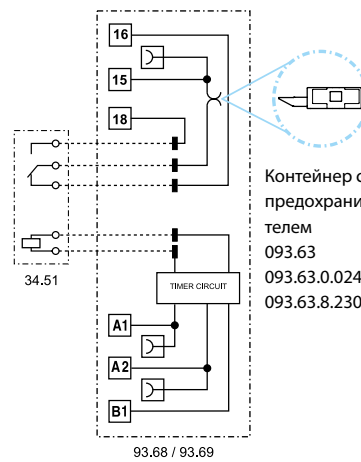 16
15
18
34.51
TIMER CIRCUIT
A1
A2
B1
93.68 / 93.69
Контейнер с
предохрани
телем
093.63
093.63.0.024
093.63.8.230